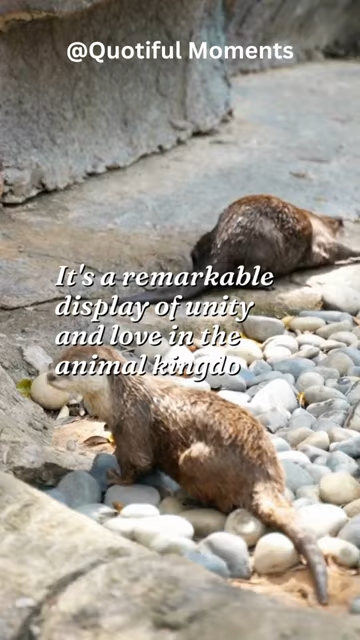 @Quotiful Moments
It's a remarkable
display of unity
and love in the
animal kingdo